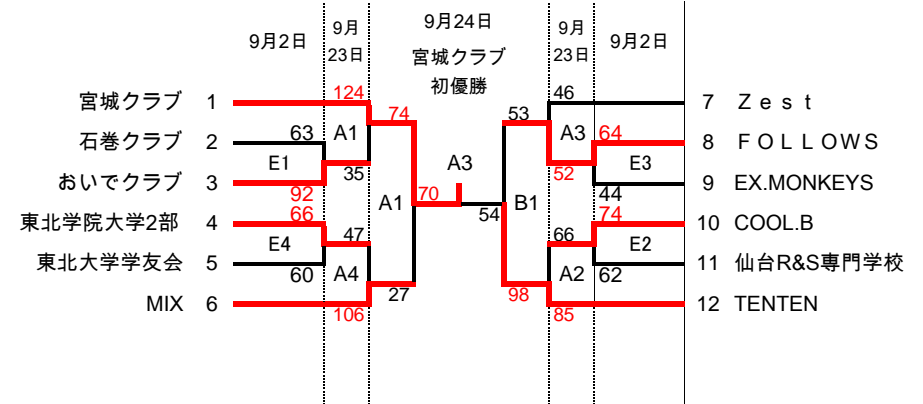 9月2日
9月
23日
9月24日
宮城クラブ
初優勝
9月
23日
9月2日
宮城クラブ 1
124
74
53
46
7 Ｚｅｓｔ
石巻クラブ 2
63
A1
A3
64
8 ＦＯＬＬＯＷＳ
E1
35
A3
52
E3
おいでクラブ 3
92
70
54
44
9 EX.MONKEYS
東北学院大学2部 4
66
47
A1
B1
66
74
10 COOL.B
E4
E2
東北大学学友会 5
60
A4
27
98
A2
62
11 仙台R&S専門学校
MIX 6
106
85
12 TENTEN